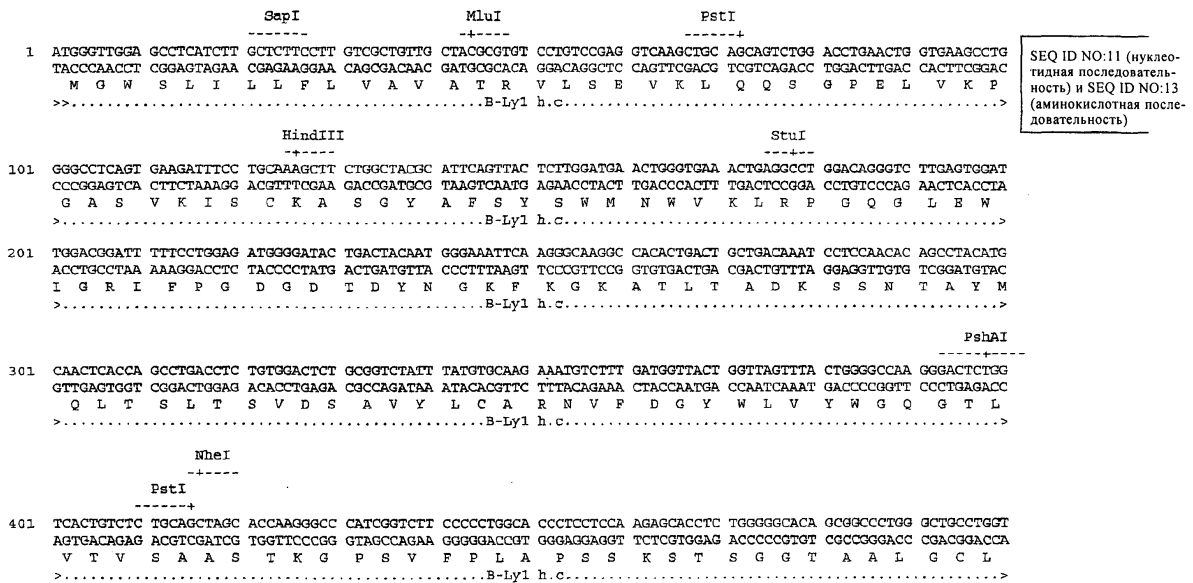 SapI MluI PstI
1 ATGGGTTGGA GCCTCATCTT GCTCTTCCTT GTCGCTGTTG CTACGCGTGT CCTGTCCGAG GTCAAGCTGC AGCAGTCTGG ACCTGAACTG GTGAAGCCTG
TACCCAACCT CGGAGTAGAA CGAGAAGGAA CAGCGACAAC GATGCGCACA GGACAGGCTC CAGTTCGACG TCGTCAGACC TGGACTTGAC CACTTCGGAC
M G W S L I L L F L V A V A T R V L S E V K L Q Q S G P E L V K P
B-Ly1 h.c
SEQ ID NO:11 (нуклео-
тидная последователь-
ность) и SEQ ID NO:13
(аминокислотная после-
довательность)
HindIII StuI
101 GGGCCTCAGT GAAGATTTCC TGCAAAGCTT CTGGCTACGC ATTCAGTTAC TCTTGGATGA ACTGGGTGAA ACTGAGGCCT GGACAGGGTC TTGAGTGGAT
CCCGGAGTCA CTTCTAAAGG ACGTTTCGAA GACCGATGCG TAAGTCAATG AGAACCTACT TGACCCACTT TGACTCCGGA CCTGTCCCAG AACTCACCTA
G A S V K I S C K A S G Y A F S Y S W M N W V K L R P G Q G L E W
B-Ly1 h.c
201 TGGACGGATT TTTCCTGGAG ATGGGGATAC TGACTACAAT GGGAAATTCA AGGGCAAGGC CACACTGACT GCTGACAAAT CCTCCAACAC AGCCTACATG
ACCTGCCTAA AAAGGACCTC TACCCCTATG ACTGATGTTA CCCTTTAAGT TCCCGTTCCG GTGTGACTGA CGACTGTTTA GGAGGTTGTG TCGGATGTAC
I G R I F P G D G D T D Y N G K F K G K A T L T A D K S S N T A Y M
B-Ly1 h.c
PshAI
301 CAACTCACCA GCCTGACCTC TGTGGACTCT GCGGTCTATT TATGTGCAAG AAATGTCTTT GATGGTTACT GGTTAGTTTA CTGGGGCCAA GGGACTCTGG
GTTGAGTGGT CGGACTGGAG ACACCTGAGA CGCCAGATAA ATACACGTTC TTTACAGAAA CTACCAATGA CCAATCAAAT GACCCCGGTT CCCTGAGACC
Q L T S L T S V D S A V Y L C A R N V F D G Y W L V Y W G Q G T L
B-Ly1 h.c
NheI
PstI
401 TCACTGTCTC TGCAGCTAGC ACCAAGGGCC CATCGGTCTT CCCCCTGGCA CCCTCCTCCA AGAGCACCTC TGGGGGCACA GCGGCCCTGG GCTGCCTGGT
AGTGACAGAG ACGTCGATCG TGGTTCCCGG GTAGCCAGAA GGGGGACCGT GGGAGGAGGT TCTCGTGGAG ACCCCCGTGT CGCCGGGACC CGACGGACCA
V T V S A A S T K G P S V F P L A P S S K S T S G G T A A L G C L
B-Ly1 h.c